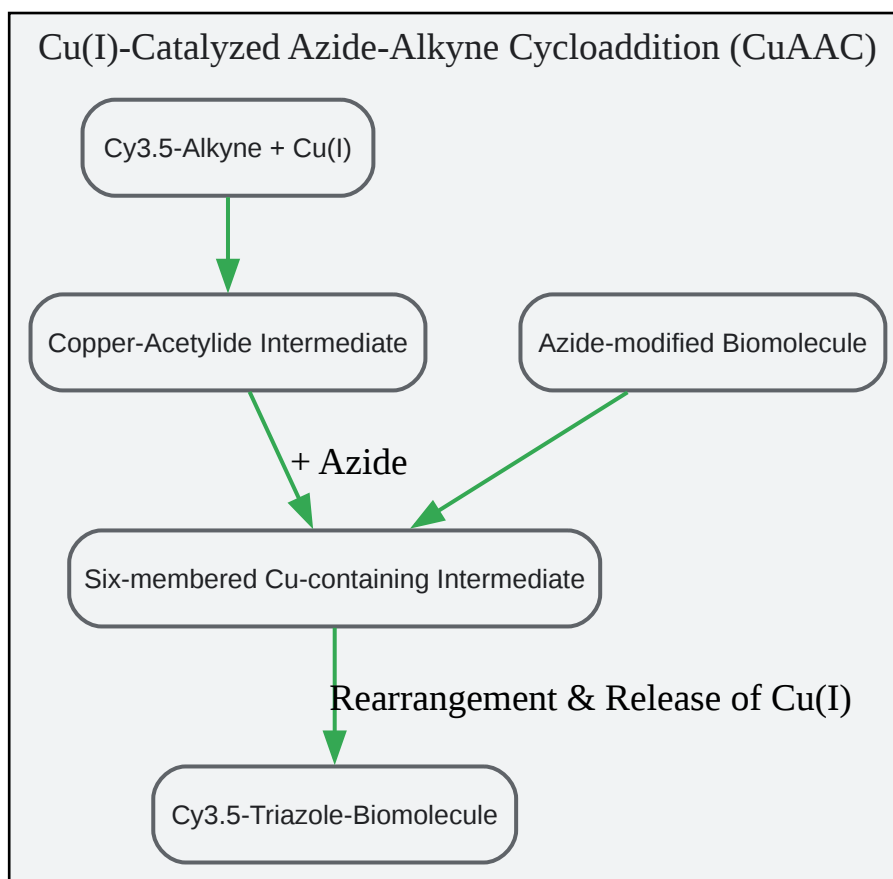 Cu(I)-Catalyzed Azide-Alkyne Cycloaddition (CuAAC)
Cy3.5-Alkyne + Cu(I)
Copper-Acetylide Intermediate
Azide-modified Biomolecule
+ Azide
Six-membered Cu-containing Intermediate
Rearrangement & Release of Cu(I)
Cy3.5-Triazole-Biomolecule